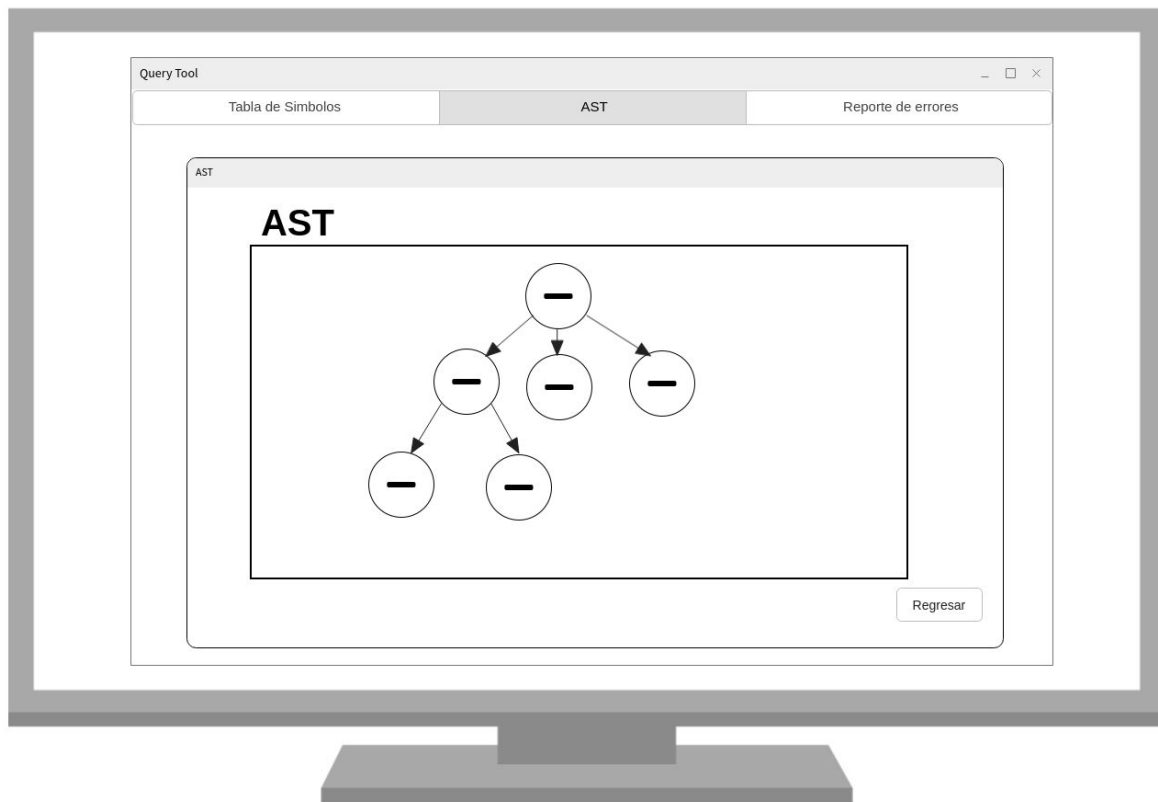 Query Tool
Tabla de Simbolos
AST
Reporte de errores
AST
AST
Regresar